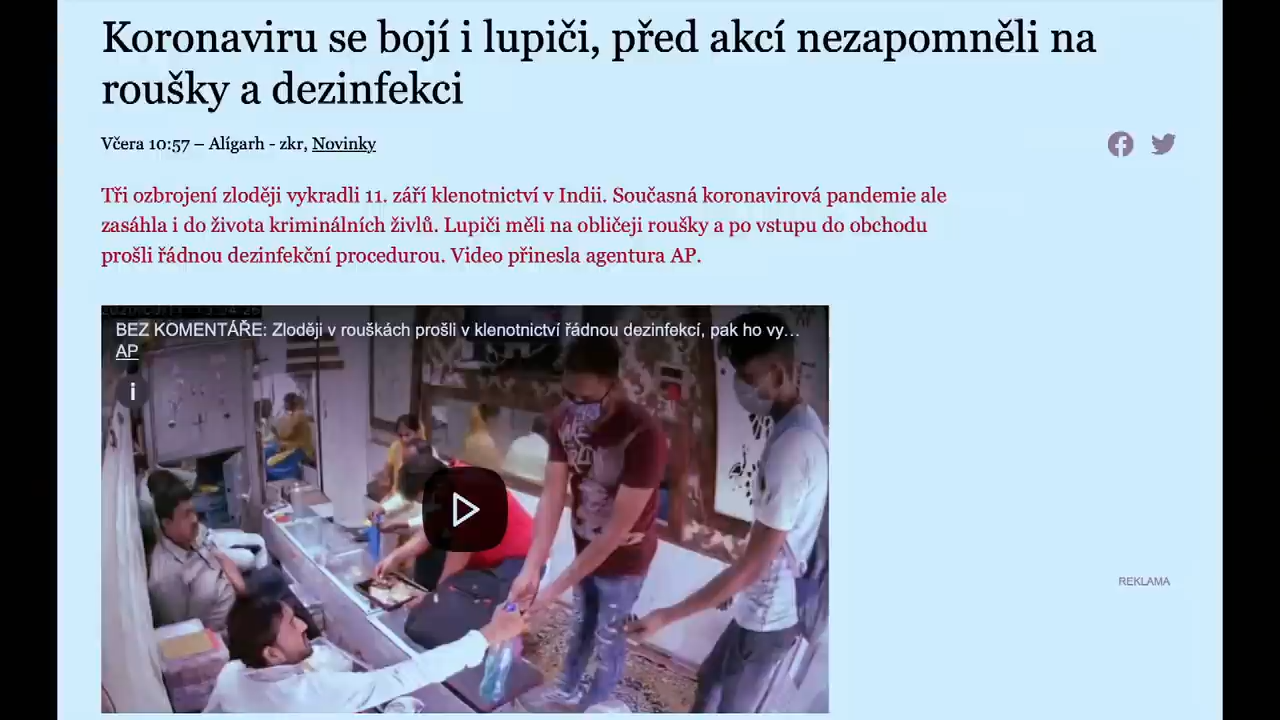 Koronaviru se bojí i lupiči, před akcí nezapomněli na
roušky a dezinfekci
Včera 10:57 – Alígarh - zkr, Novinky
Tři ozbrojení zloději vykradli 11. září klenotnictví v Indii. Současná koronavirová pandemie ale
zasáhla i do života kriminálních živlů. Lupiči měli na obličeji roušky a po vstupu do obchodu
prošli řádnou dezinfekční procedurou. Video přinesla agentura AP.
BEZ KOMENTÁŘE: Zloději v rouškách prošli v klenotnictví řádnou dezinfekcí, pak ho vy…
AP
i
REKLAMA